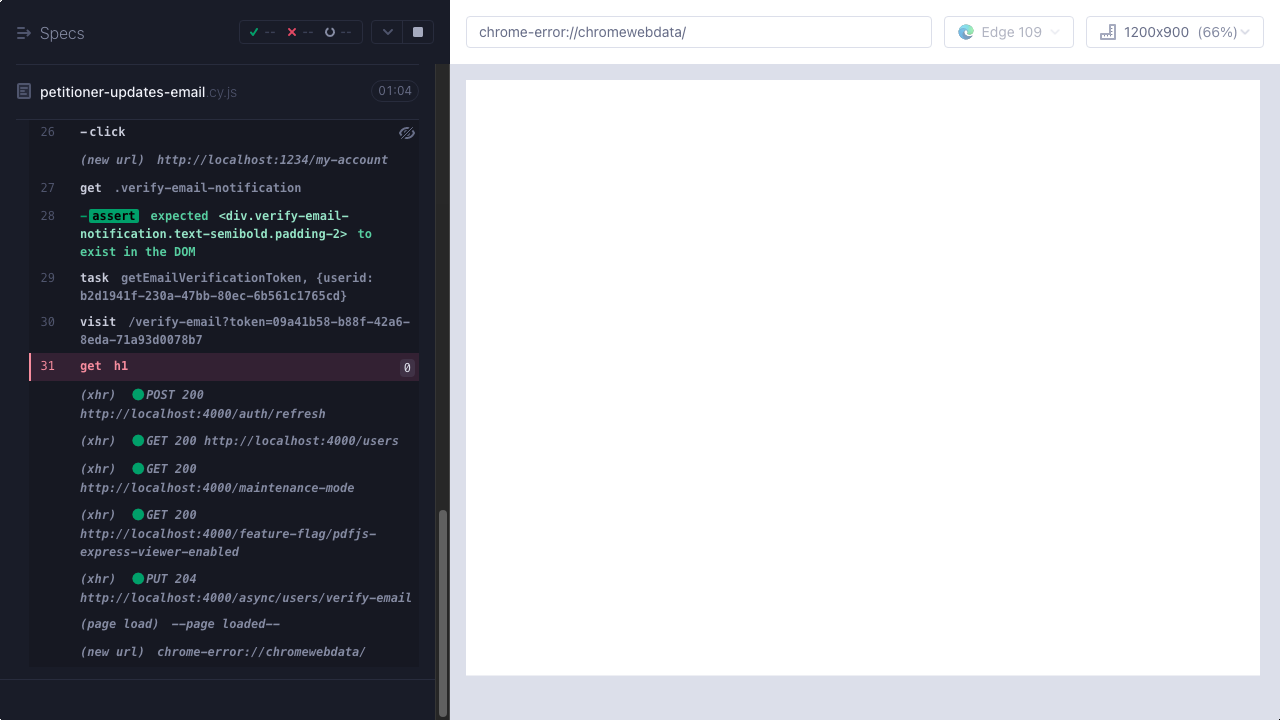 Specs
--
--
--
chrome-error://chromewebdata/
Edge 109
1200x900 (66%)
petitioner-updates-email.cy.js
01:04
26 -click
(new url) http://localhost:1234/my-account
27 get .verify-email-notification
28 -assert expected <div.verify-email-
notification.text-semibold.padding-2> to
exist in the DOM
29 task getEmailVerificationToken, {userid:
b2d1941f-230a-47bb-80ec-6b561c1765cd}
30 visit /verify-email?token=09a41b58-b88f-42a6-
8eda-71a93d0078b7
31 get h1 0
(xhr) POST 200
http://localhost:4000/auth/refresh
(xhr) GET 200 http://localhost:4000/users
(xhr) GET 200
http://localhost:4000/maintenance-mode
(xhr) GET 200
http://localhost:4000/feature-flag/pdfjs-
express-viewer-enabled
(xhr) PUT 204
http://localhost:4000/async/users/verify-email
(page load) --page loaded--
(new url) chrome-error://chromewebdata/